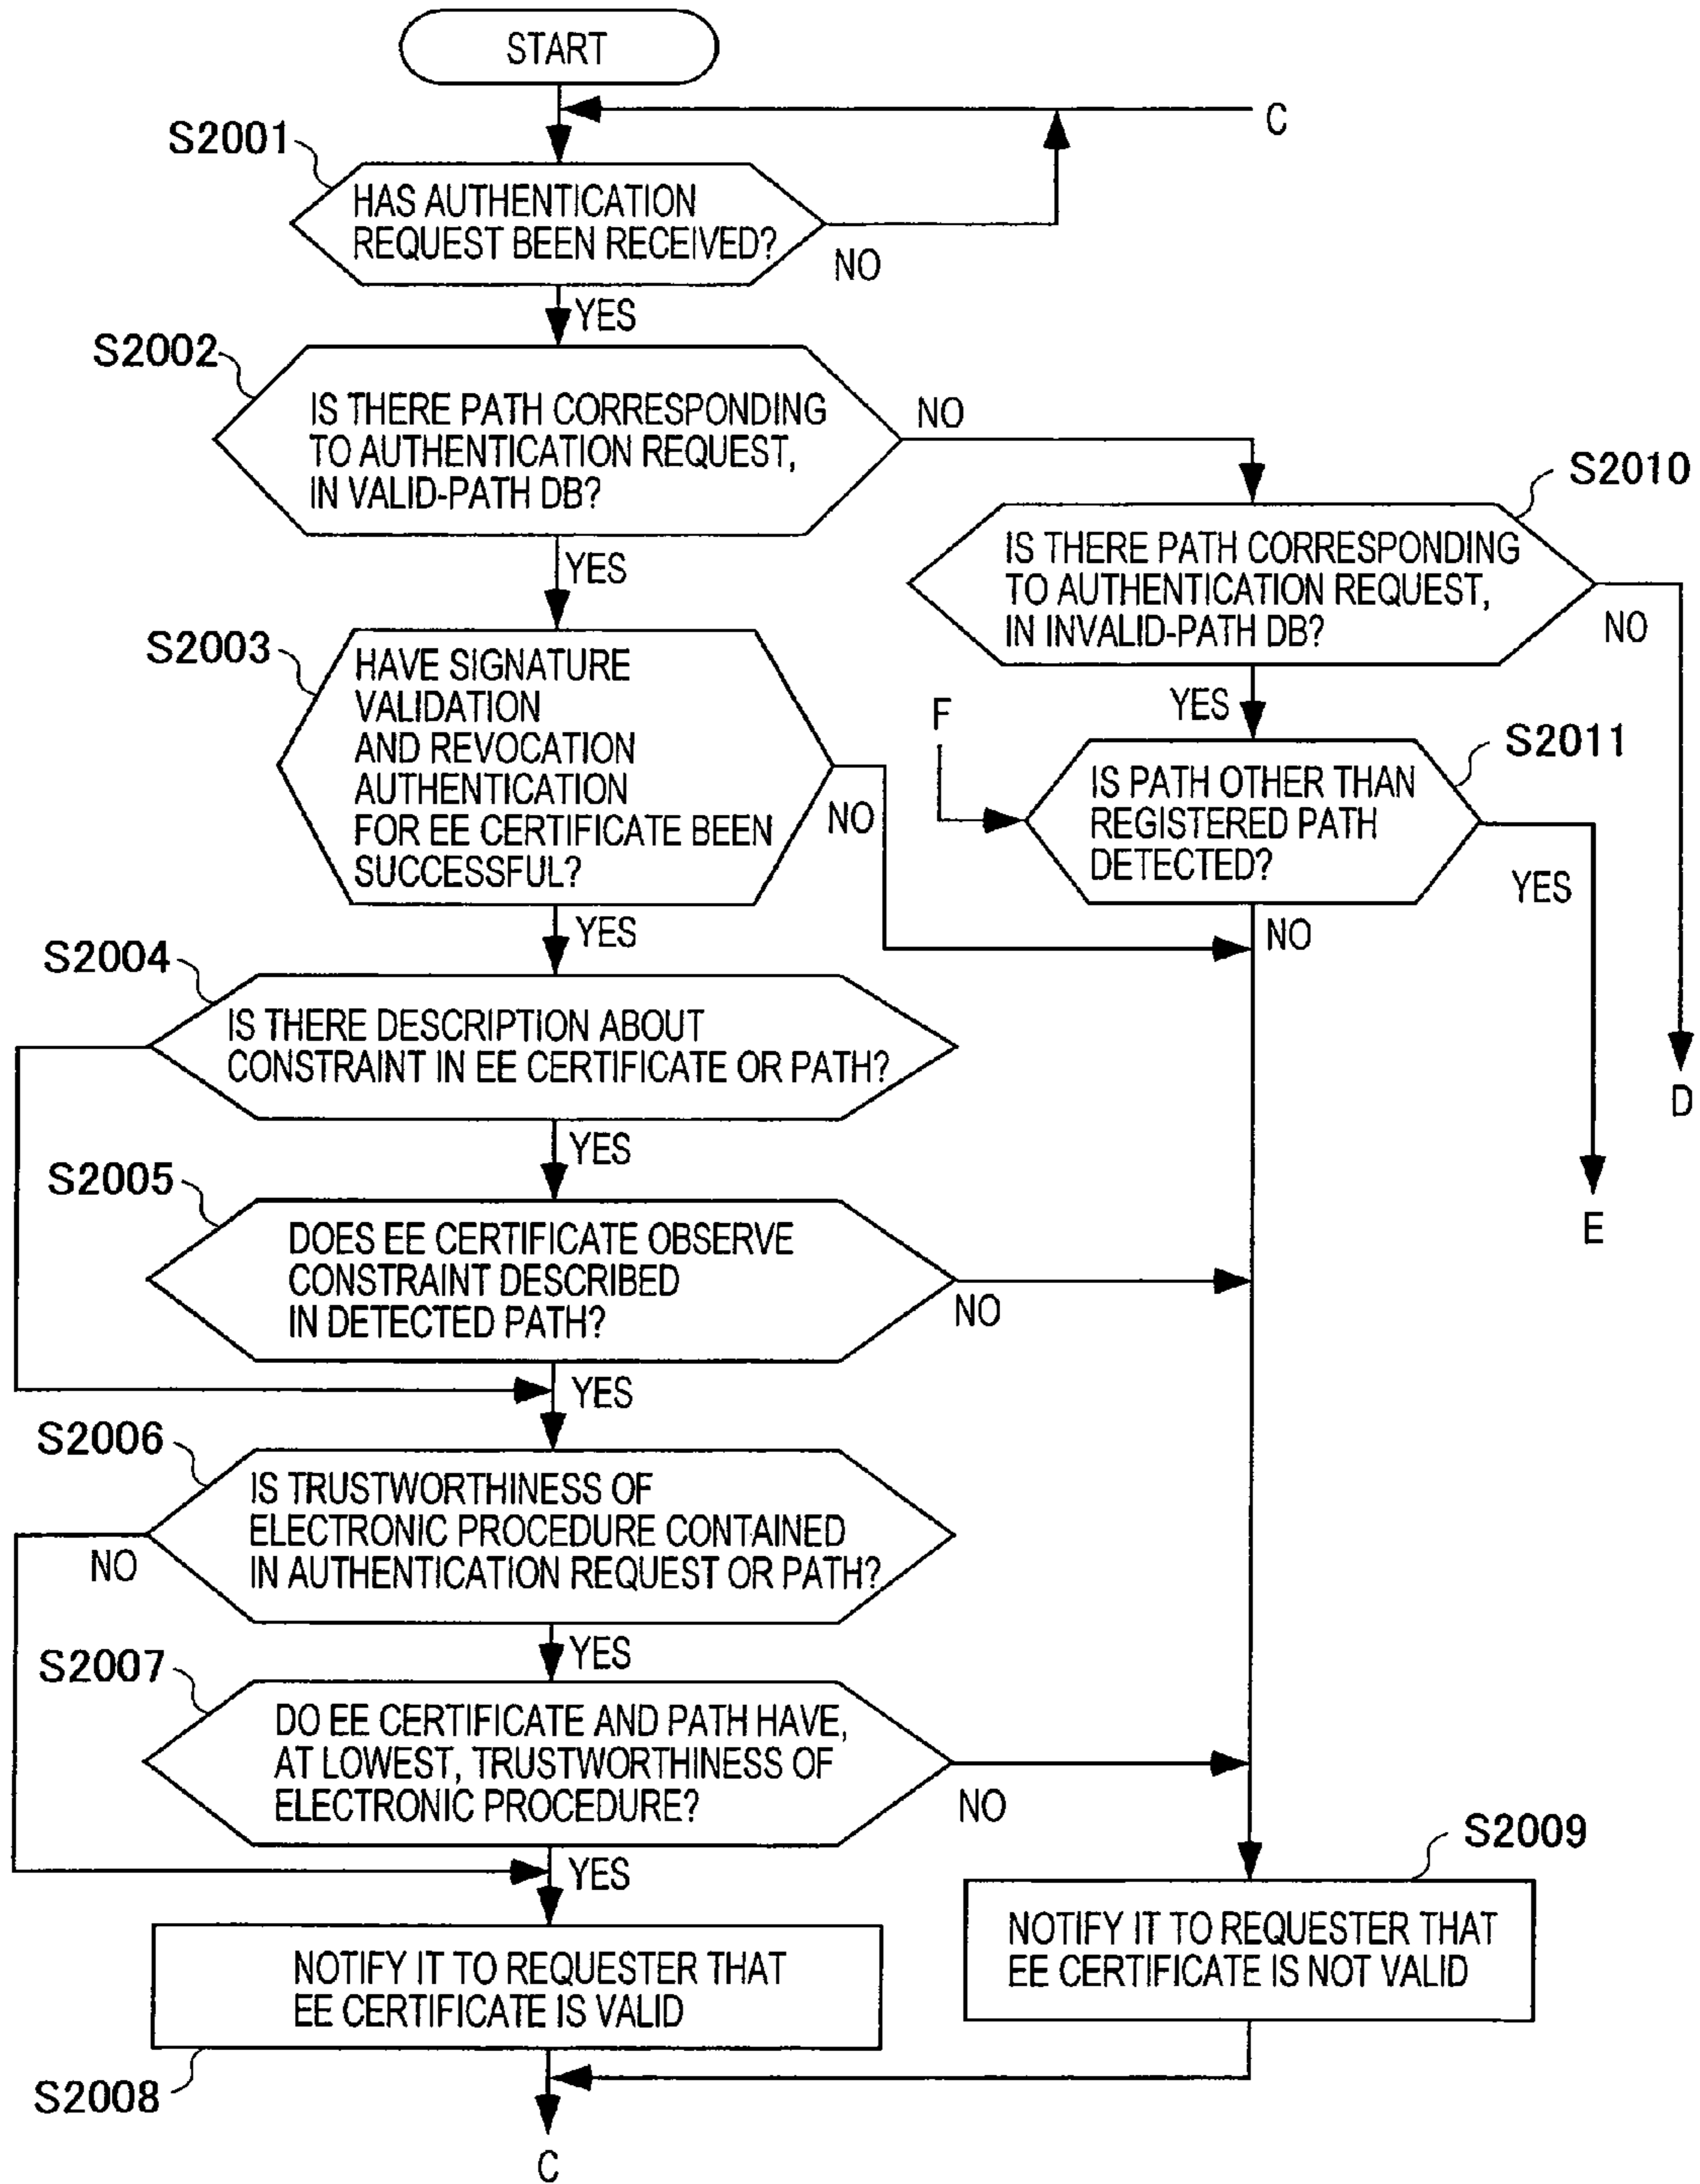 START
C
S2001
HAS AUTHENTICATION
REQUEST BEEN RECEIVED?
NO
YES
S2002
IS THERE PATH CORRESPONDING
TO AUTHENTICATION REQUEST,
IN VALID-PATH DB?
NO
YES
S2010
IS THERE PATH CORRESPONDING
TO AUTHENTICATION REQUEST,
IN INVALID-PATH DB?
NO
YES
S2003
HAVE SIGNATURE
VALIDATION
AND REVOCATION
AUTHENTICATION
FOR EE CERTIFICATE BEEN
SUCCESSFUL?
NO
YES
F
S2011
IS PATH OTHER THAN
REGISTERED PATH
DETECTED?
YES
NO
D
E
S2004
IS THERE DESCRIPTION ABOUT
CONSTRAINT IN EE CERTIFICATE OR PATH?
YES
S2005
DOES EE CERTIFICATE OBSERVE
CONSTRAINT DESCRIBED
IN DETECTED PATH?
NO
YES
S2006
IS TRUSTWORTHINESS OF
ELECTRONIC PROCEDURE CONTAINED
IN AUTHENTICATION REQUEST OR PATH?
NO
YES
S2007
DO EE CERTIFICATE AND PATH HAVE,
AT LOWEST, TRUSTWORTHINESS OF
ELECTRONIC PROCEDURE?
NO
YES
S2009
NOTIFY IT TO REQUESTER THAT
EE CERTIFICATE IS NOT VALID
NOTIFY IT TO REQUESTER THAT
EE CERTIFICATE IS VALID
S2008
C